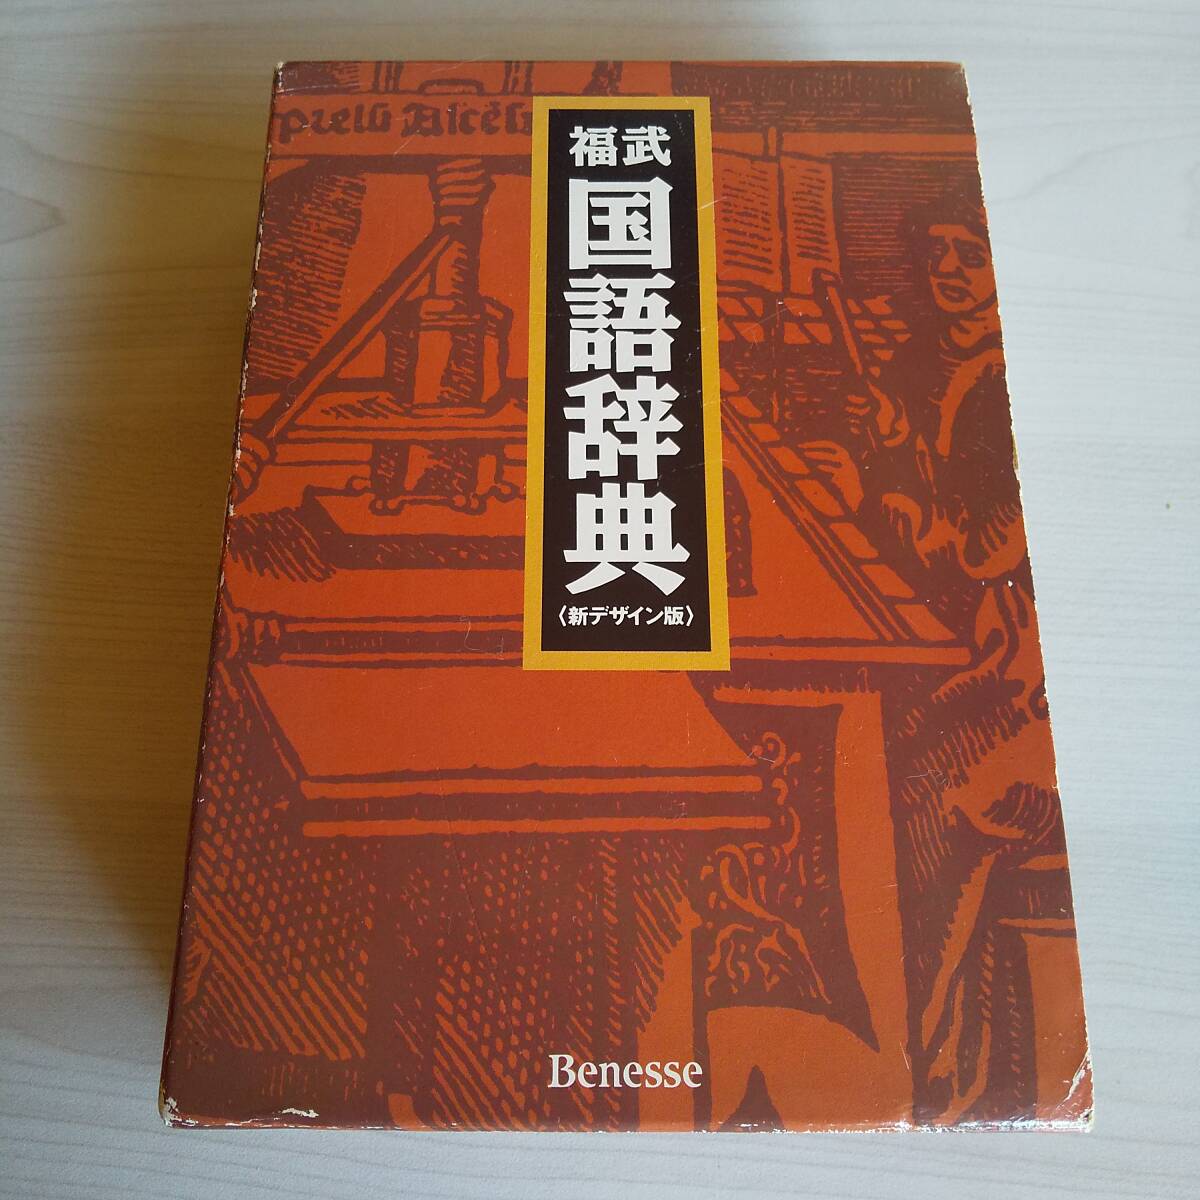 福武
国語辞典
〈新デザイン版〉
Benesse